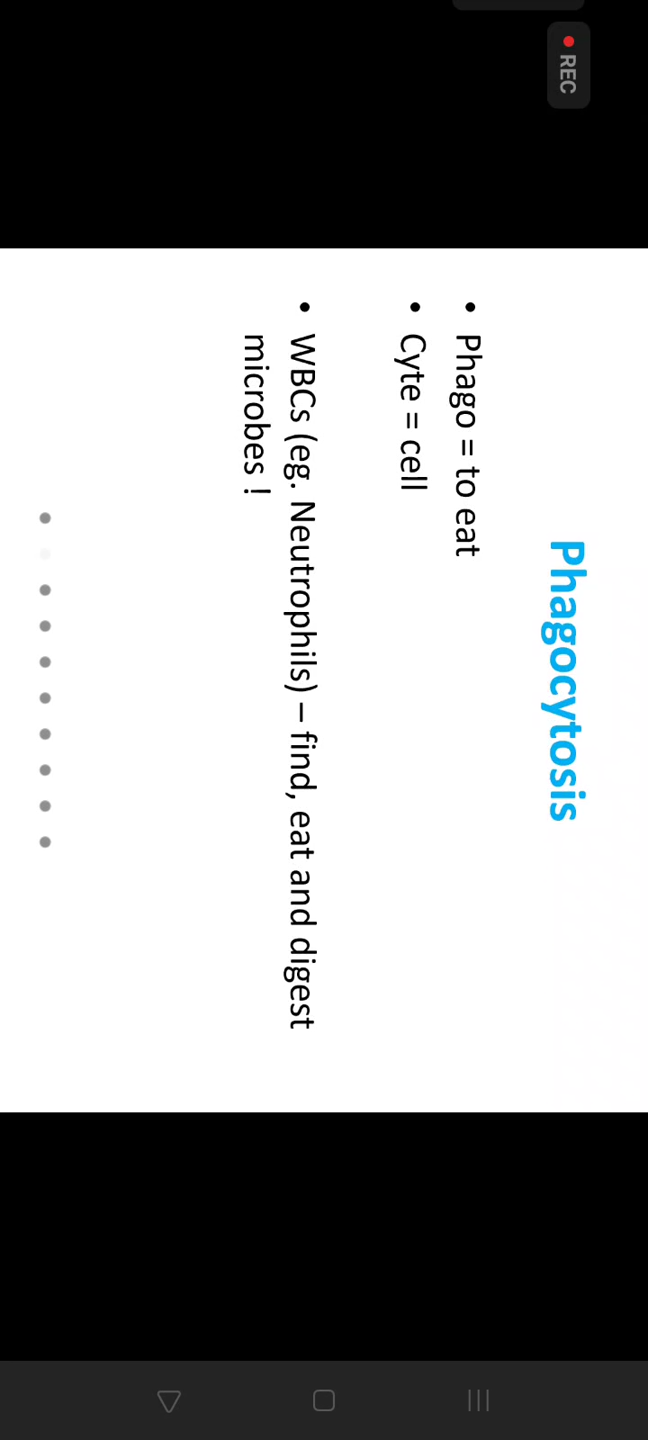 REC
Phagocytosis
• Phago = to eat
• Cyte = cell
• WBCs (eg. Neutrophils) – find, eat and digest
microbes !